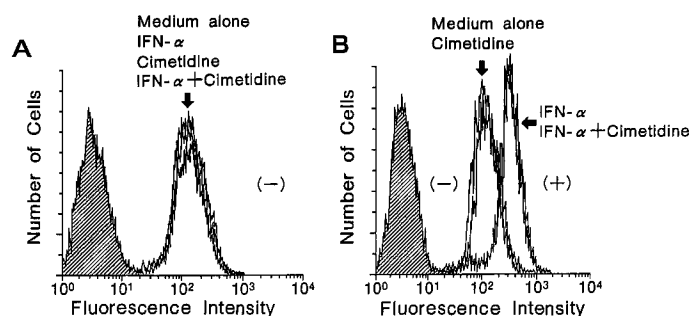 A
Medium alone
IFN-α
Cimetidine
IFN-α+Cimetidine
(-)
Number of Cells
10⁰ 10¹ 10² 10³ 10⁴
Fluorescence Intensity
B
Medium alone
Cimetidine
IFN-α
IFN-α+Cimetidine
(-)
(+)
Number of Cells
10⁰ 10¹ 10² 10³ 10⁴
Fluorescence Intensity